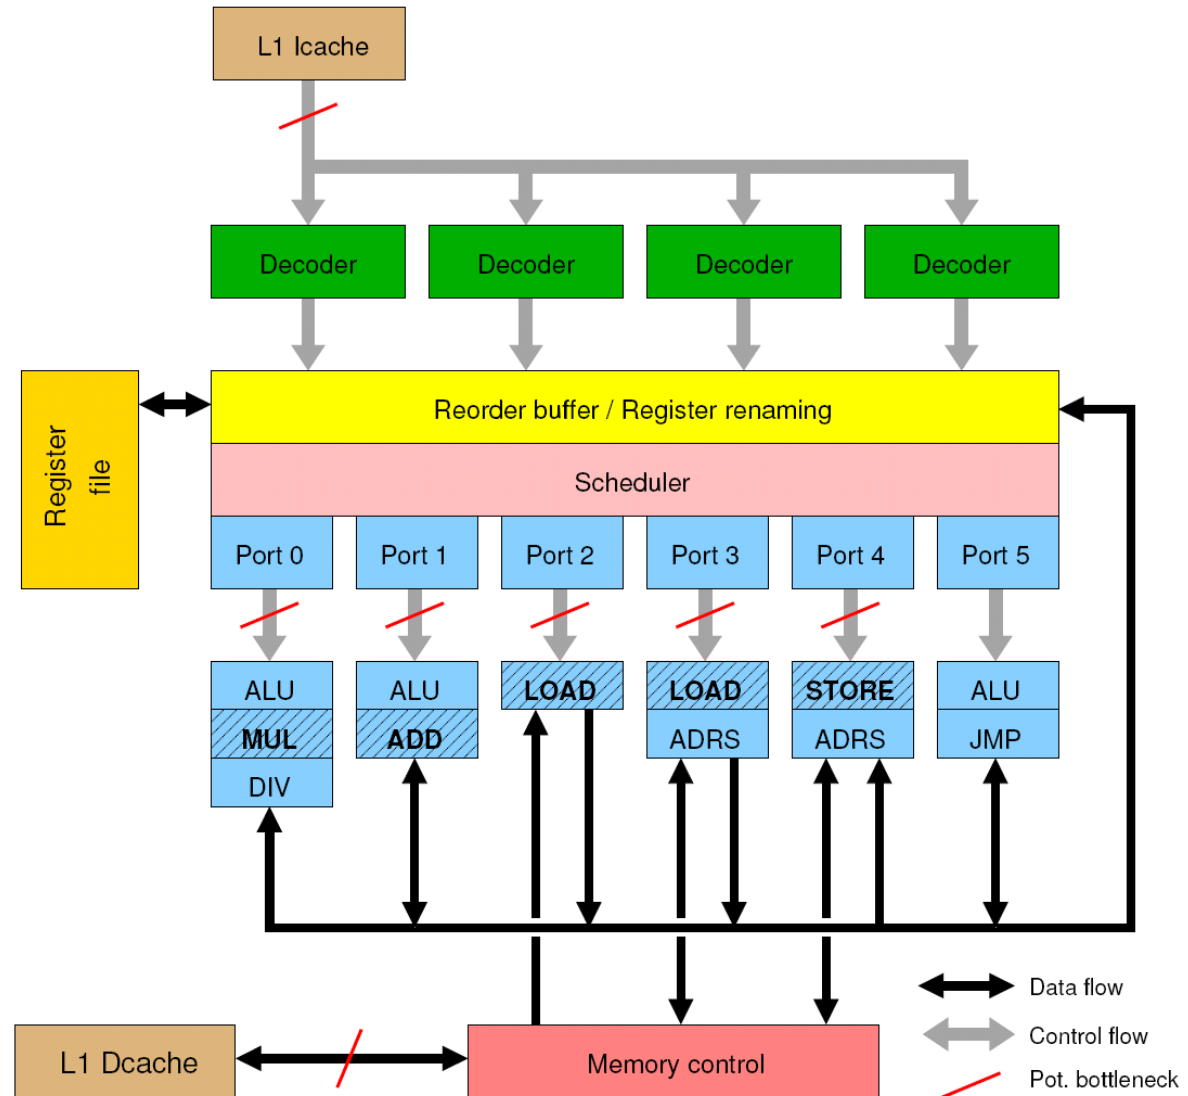 L1 Icache
Decoder
Decoder
Decoder
Decoder
Register
file
Reorder buffer / Register renaming
Scheduler
Port 0
Port 1
Port 2
Port 3
Port 4
Port 5
ALU
MUL
DIV
ALU
ADD
LOAD
LOAD
ADRS
STORE
ADRS
ALU
JMP
L1 Dcache
Memory control
Data flow
Control flow
Pot. bottleneck